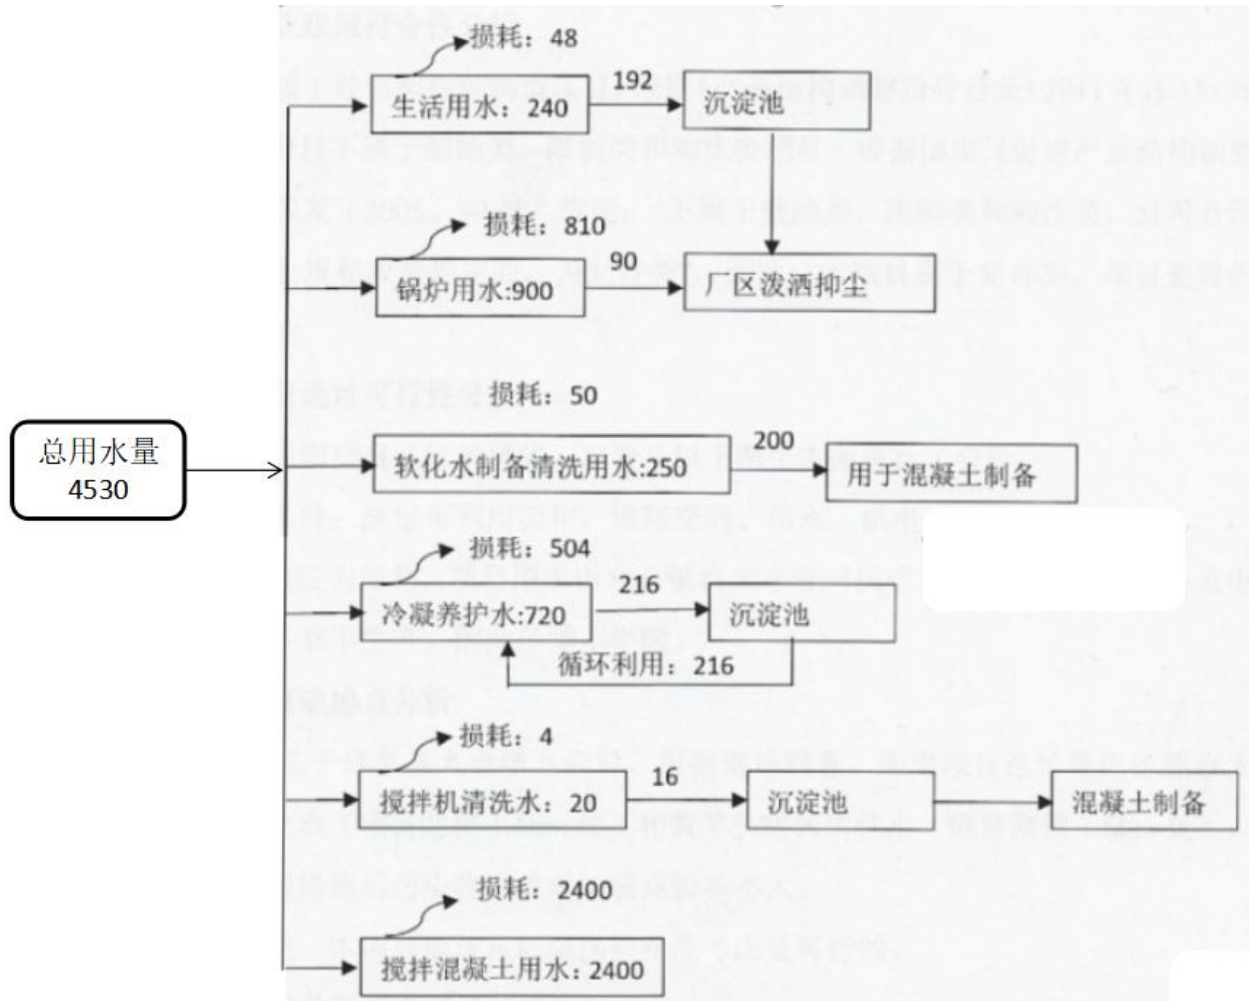 损耗：48
192
生活用水：240
沉淀池
损耗：810
90
锅炉用水:900
厂区泼洒抑尘
损耗：50
总用水量
4530
200
软化水制备清洗用水:250
用于混凝土制备
损耗：504
216
冷凝养护水:720
沉淀池
循环利用：216
损耗：4
16
搅拌机清洗水：20
沉淀池
混凝土制备
损耗：2400
搅拌混凝土用水：2400